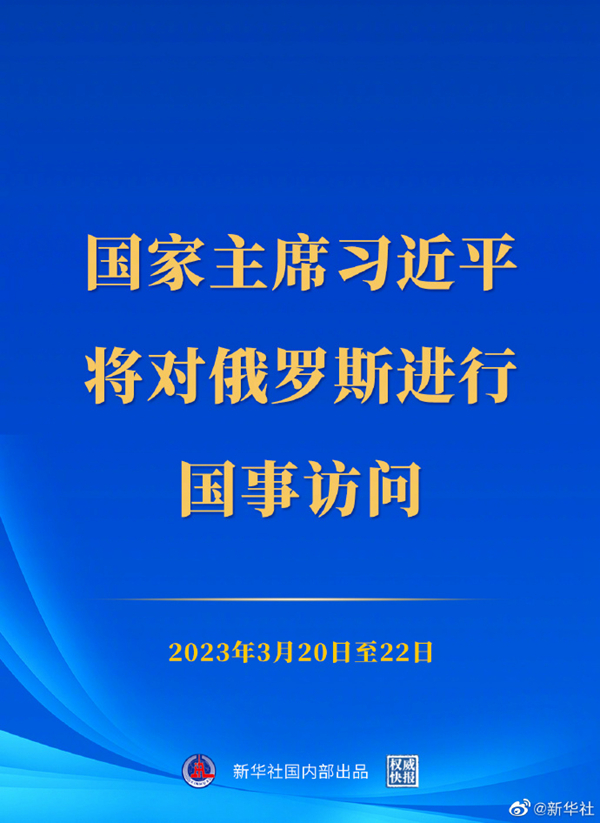 国家主席习近平
将对俄罗斯进行
国事访问
2023年3月20日至22日
新华社国内部出品
权威
快报
@新华社